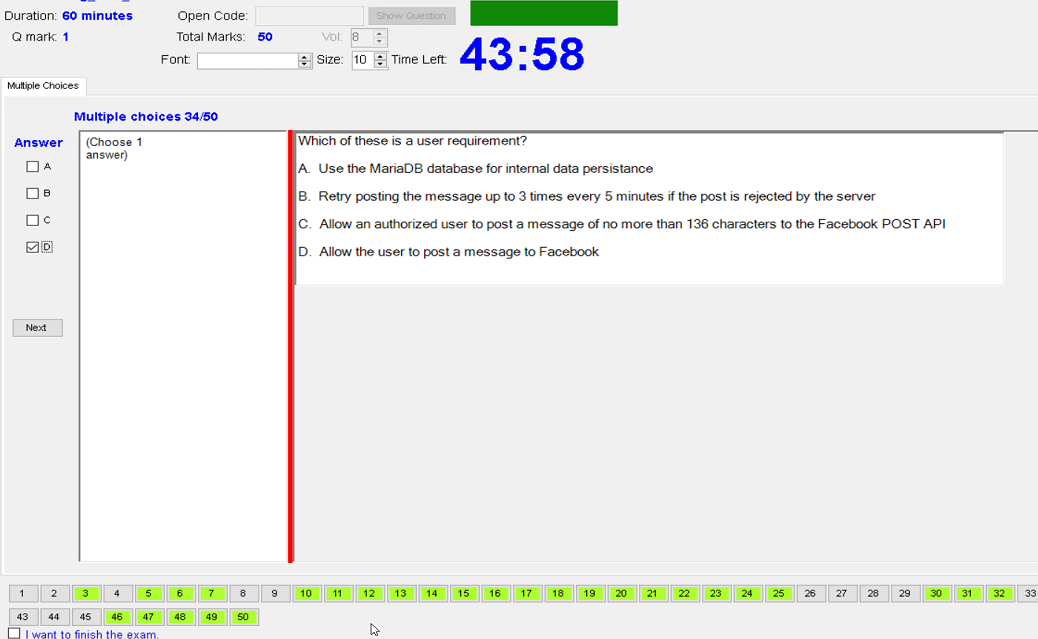 Duration: 60 minutes Open Code: Show Question
Q mark: 1 Total Marks: 50 Vol: 8
Font: Size: 10 Time Left: 43:58
Multiple Choices
Multiple choices 34/50
Answer
(Choose 1
answer)
A
B
C
D
Next
Which of these is a user requirement?
A. Use the MariaDB database for internal data persistance
B. Retry posting the message up to 3 times every 5 minutes if the post is rejected by the server
C. Allow an authorized user to post a message of no more than 136 characters to the Facebook POST API
D. Allow the user to post a message to Facebook
1 2 3 4 5 6 7 8 9 10 11 12 13 14 15 16 17 18 19 20 21 22 23 24 25 26 27 28 29 30 31 32 33
43 44 45 46 47 48 49 50
I want to finish the exam.